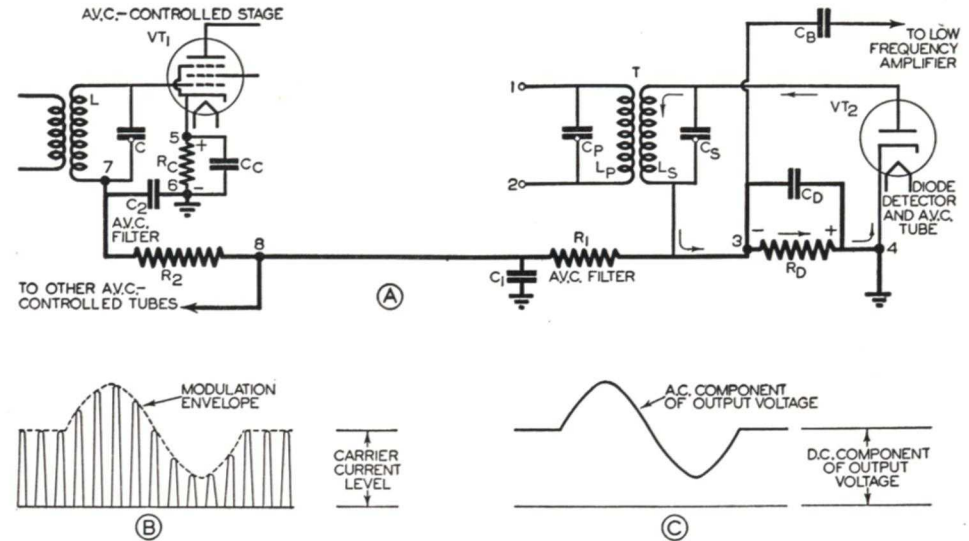 A.V.C.-CONTROLLED STAGE
VT1
L
C
7
5
+
RC
CC
6
-
C2
A.V.C.
FILTER
R2
8
TO OTHER A.V.C.-
CONTROLLED TUBES
A
C1
R1
A.V.C. FILTER
1
2
CP
LP
T
LS
CS
CB
TO LOW
FREQUENCY
AMPLIFIER
VT2
DIODE
DETECTOR
AND A.V.C.
TUBE
CD
3
-
+
4
RD
MODULATION
ENVELOPE
CARRIER
CURRENT
LEVEL
B
A.C. COMPONENT
OF OUTPUT VOLTAGE
D.C. COMPONENT
OF OUTPUT
VOLTAGE
C